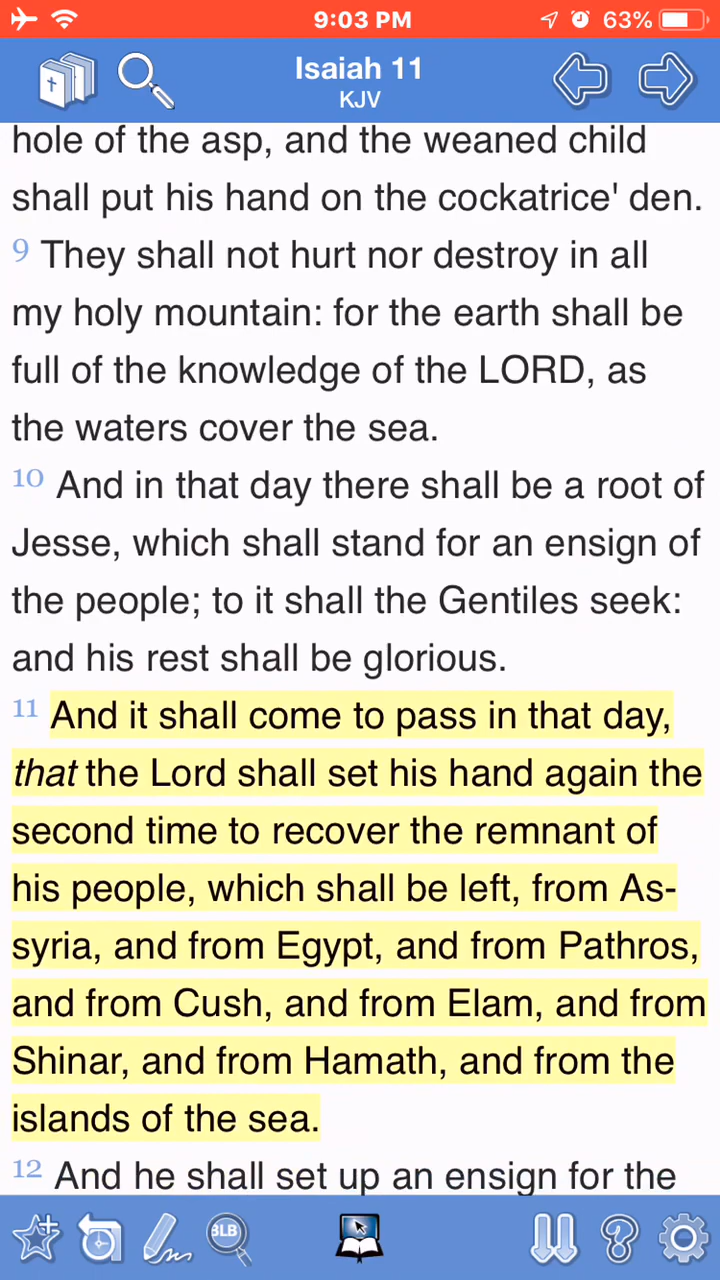 9:03 PM
63%
Isaiah 11
KJV
hole of the asp, and the weaned child
shall put his hand on the cockatrice' den.
9 They shall not hurt nor destroy in all
my holy mountain: for the earth shall be
full of the knowledge of the LORD, as
the waters cover the sea.
10 And in that day there shall be a root of
Jesse, which shall stand for an ensign of
the people; to it shall the Gentiles seek:
and his rest shall be glorious.
11 And it shall come to pass in that day,
that the Lord shall set his hand again the
second time to recover the remnant of
his people, which shall be left, from As-
syria, and from Egypt, and from Pathros,
and from Cush, and from Elam, and from
Shinar, and from Hamath, and from the
islands of the sea.
12 And he shall set up an ensign for the
BLB